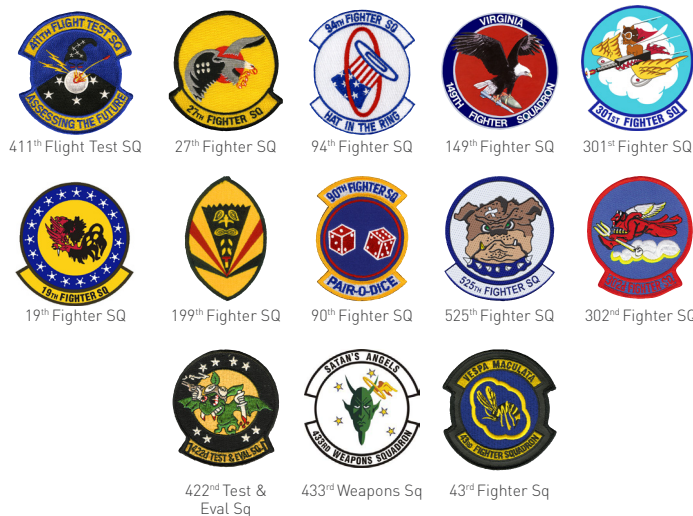 411TH FLIGHT TEST SQ
ASSESSING THE FUTURE
27TH FIGHTER SQ
94TH FIGHTER SQ
HAT IN THE RING
VIRGINIA
149TH FIGHTER SQUADRON
301ST FIGHTER SQ
411th Flight Test SQ
27th Fighter SQ
94th Fighter SQ
149th Fighter SQ
301st Fighter SQ
19TH FIGHTER SQ
90TH FIGHTER SQ
PAIR-O-DICE
525TH FIGHTER SQ
19th Fighter SQ
199th Fighter SQ
90th Fighter SQ
525th Fighter SQ
302nd Fighter SQ
422d TEST & EVAL SQ
SATAN'S ANGELS
433RD WEAPONS SQUADRON
VESPA MACULATA
43RD FIGHTER SQUADRON
422nd Test &
Eval Sq
433rd Weapons Sq
43rd Fighter Sq